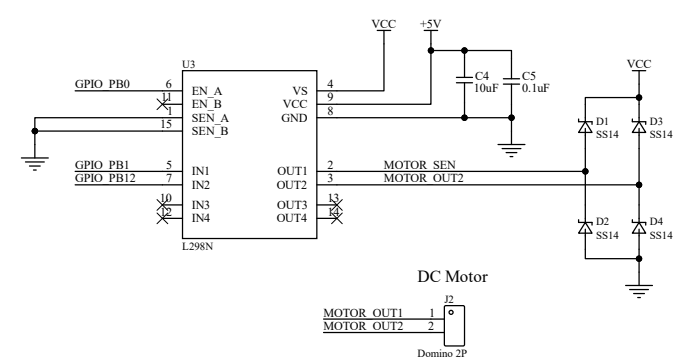 VCC +5V
U3
C4 10uF
C5 0.1uF
VCC
GPIO_PB0 6 EN_A VS 4
11 EN_B VCC 9
1 SEN_A GND 8
15 SEN_B
D1 SS14
D3 SS14
GPIO_PB1 5 IN1 OUT1 2 MOTOR_SEN
GPIO_PB12 7 IN2 OUT2 3 MOTOR_OUT2
10 IN3 OUT3 13
12 IN4 OUT4 14
D2 SS14
D4 SS14
L298N
DC Motor
J2
MOTOR_OUT1 1
MOTOR_OUT2 2
Domino 2P